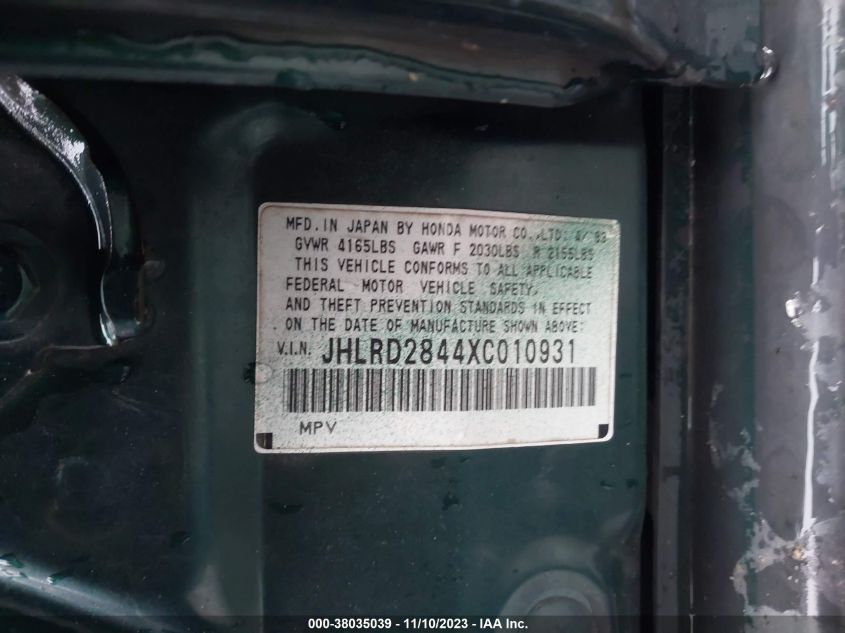 MFD. IN JAPAN BY HONDA MOTOR CO.,LTD.
GVWR 4165LBS GAWR F 2030LBS R 2155LBS
THIS VEHICLE CONFORMS TO ALL APPLICABLE
FEDERAL MOTOR VEHICLE SAFETY,
AND THEFT PREVENTION STANDARDS IN EFFECT
ON THE DATE OF MANUFACTURE SHOWN ABOVE:
V.I.N. JHLRD2844XC010931
MPV
000-38035039 - 11/10/2023 - IAA Inc.